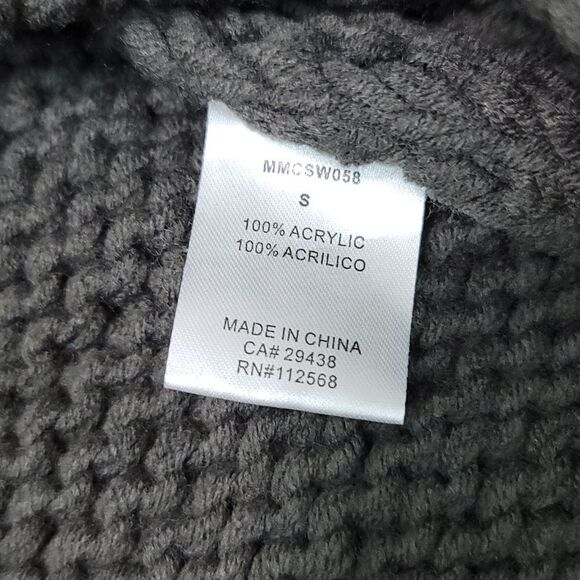 MMCSW058
S
100% ACRYLIC
100% ACRILICO
MADE IN CHINA
CA# 29438
RN#112568